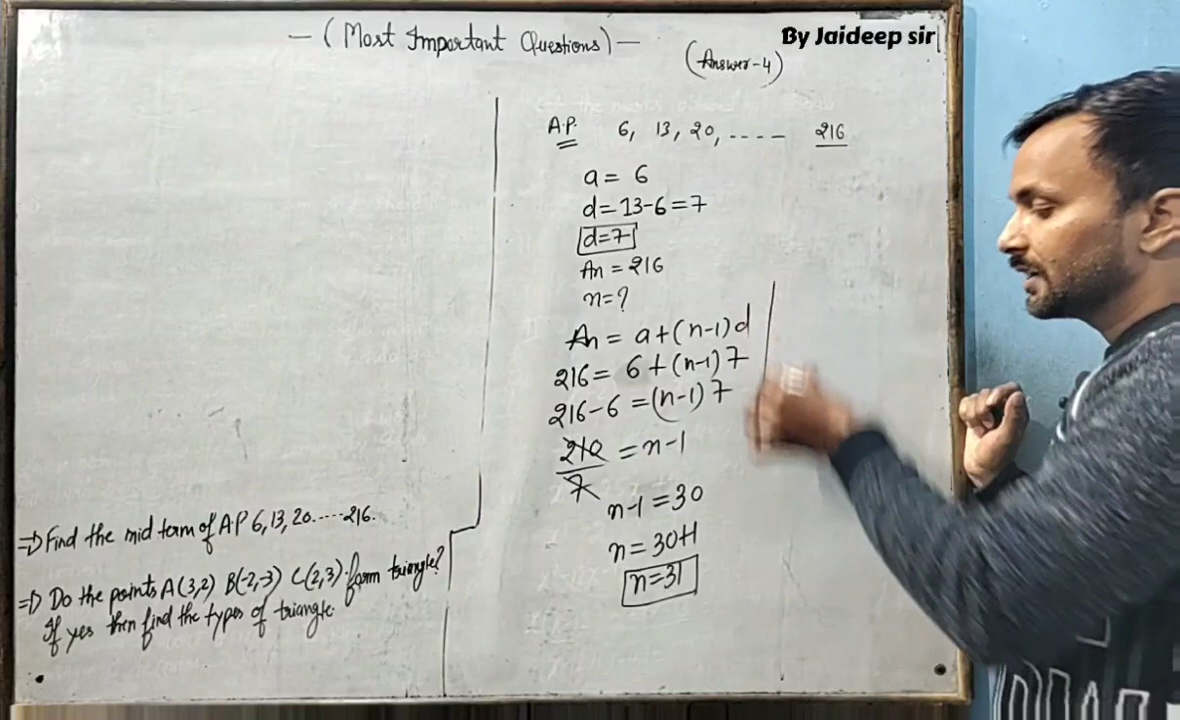 — (Most Important Questions) —
By Jaideep sir
(Answer-4)
A.P. 6, 13, 20, ---- 216
a = 6
d = 13-6 = 7
d=7
An = 216
n = ?
An = a+(n-1)d
216 = 6+(n-1)7
216-6 = (n-1)7
210/7 = n-1
n-1 = 30
n = 30+1
n=31
=> Find the mid term of A.P 6, 13, 20.....216.
=> Do the points A(3,2) B(-2,-3) C(2,3) form triangle?
If yes then find the types of triangle.